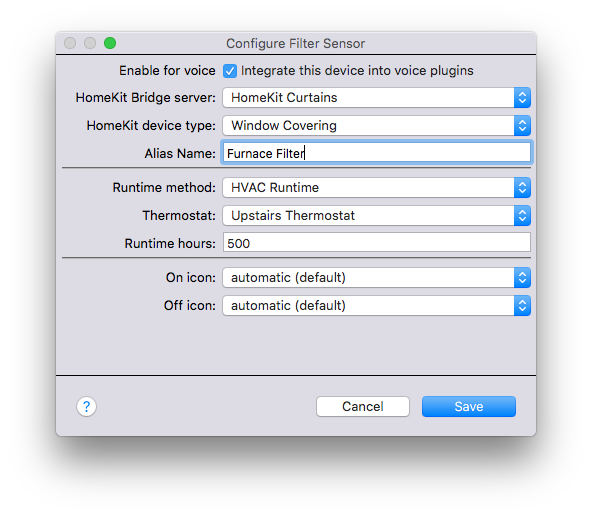 Configure Filter Sensor
Enable for voice Integrate this device into voice plugins
HomeKit Bridge server: HomeKit Curtains
HomeKit device type: Window Covering
Alias Name: Furnace Filter
Runtime method: HVAC Runtime
Thermostat: Upstairs Thermostat
Runtime hours: 500
On icon: automatic (default)
Off icon: automatic (default)
? Cancel Save